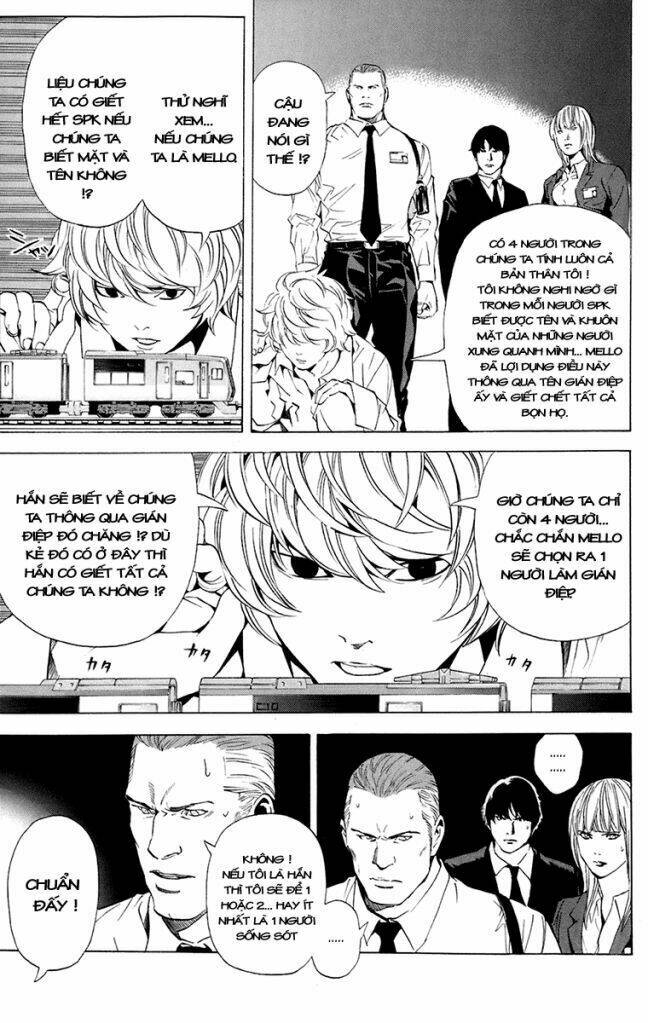 CẬU
ĐANG
NÓI GÌ
THẾ !?
CÓ 4 NGƯỜI TRONG
CHÚNG TA TÍNH LUÔN CẢ
BẢN THÂN TÔI !
TÔI KHÔNG NGHI NGỜ GÌ
TRONG MỖI NGƯỜI SPK
BIẾT ĐƯỢC TÊN VÀ KHUÔN
MẶT CỦA NHỮNG NGƯỜI
XUNG QUANH MÌNH... MELLO
ĐÃ LỢI DỤNG ĐIỀU NÀY
THÔNG QUA TÊN GIÁN ĐIỆP
ẤY VÀ GIẾT CHẾT TẤT CẢ
BỌN HỌ.
THỬ NGHĨ
XEM...
NẾU CHÚNG
TA LÀ MELLO.
LIỆU CHÚNG
TA CÓ GIẾT
HẾT SPK NẾU
CHÚNG TA
BIẾT MẶT VÀ
TÊN KHÔNG
!?
GIỜ CHÚNG TA CHỈ
CÒN 4 NGƯỜI...
CHẮC CHẮN MELLO
SẼ CHỌN RA 1
NGƯỜI LÀM GIÁN
ĐIỆP
HẮN SẼ BIẾT VỀ CHÚNG
TA THÔNG QUA GIÁN
ĐIỆP ĐÓ CHĂNG !? DÙ
KẺ ĐÓ CÓ Ở ĐÂY THÌ
HẮN CÓ GIẾT TẤT CẢ
CHÚNG TA KHÔNG !?
カタ
カタ
.....
.....
.....
KHÔNG !
NẾU TÔI LÀ HẮN
THÌ TÔI SẼ ĐỂ 1
HOẶC 2... HAY ÍT
NHẤT LÀ 1 NGƯỜI
SỐNG SÓT
CHUẨN
ĐẤY !